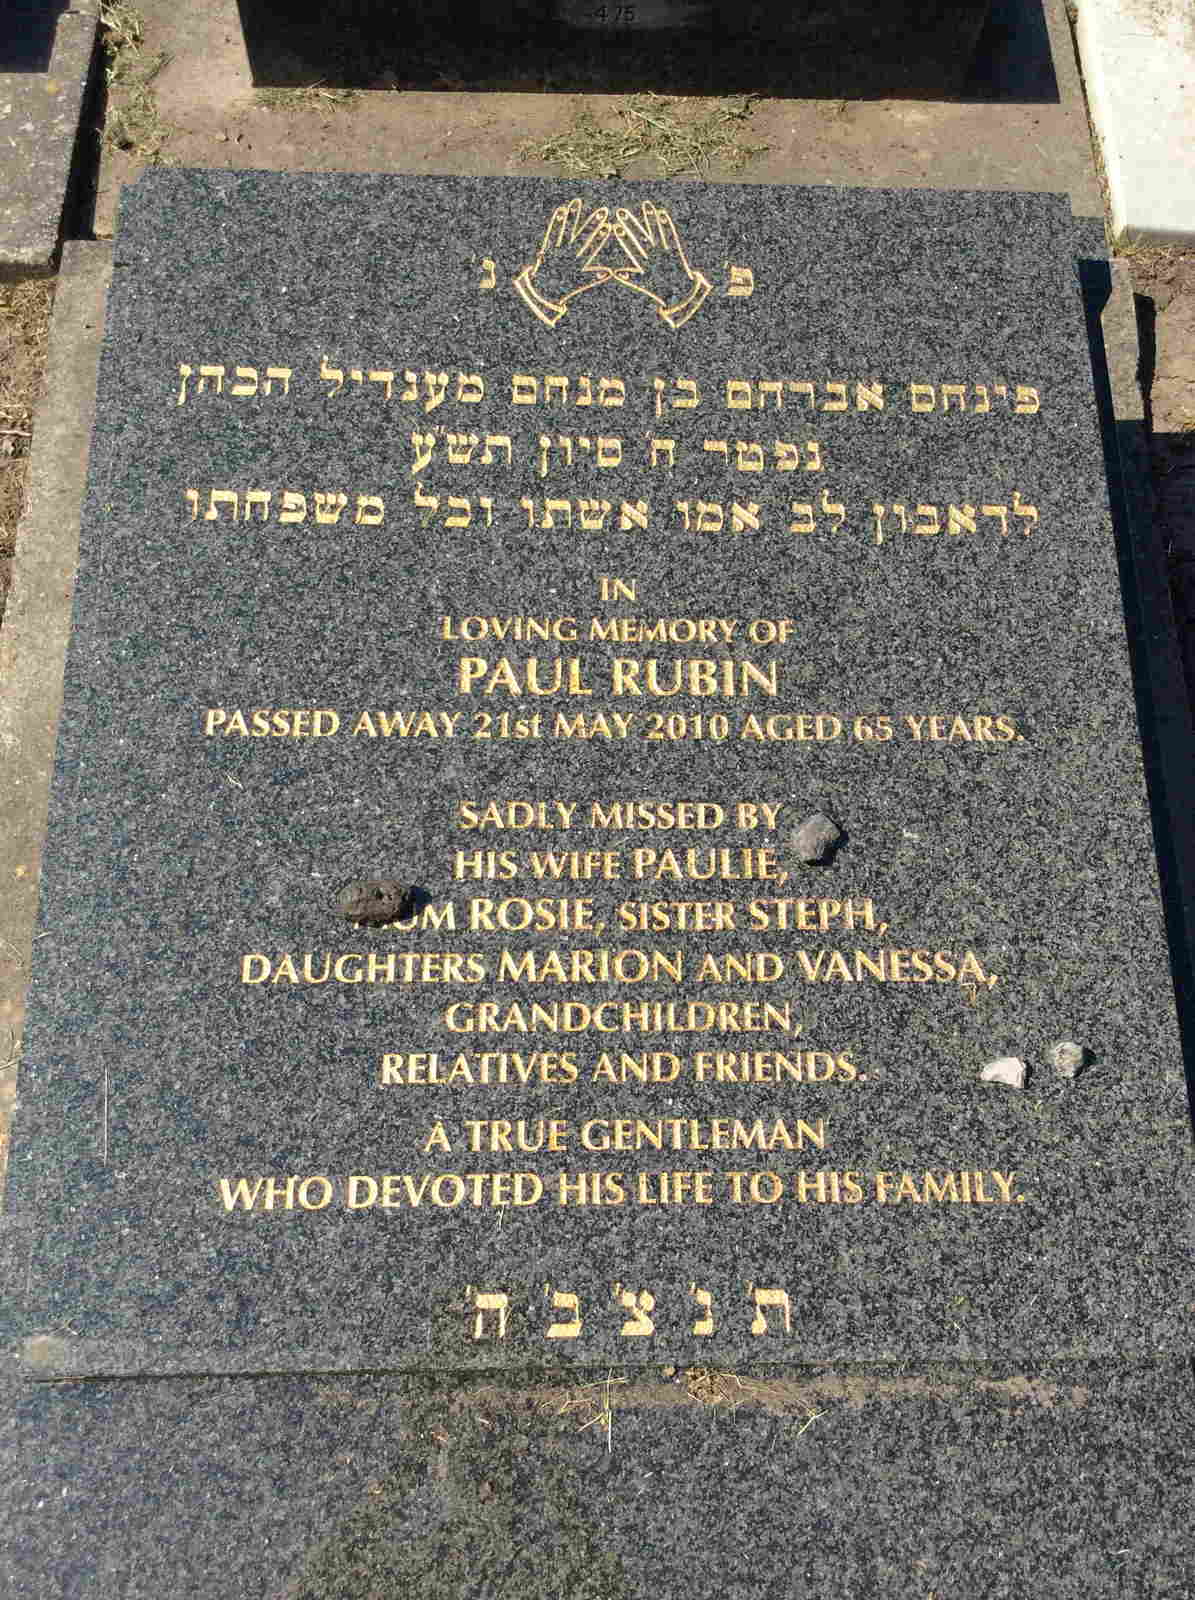 -475
פ' נ'
פינחס אברהם בן מנחם מענדיל הכהן
נפטר ה' סיון תש"ע
לדאבון לב אמו אשתו וכל משפחתו
IN
LOVING MEMORY OF
PAUL RUBIN
PASSED AWAY 21st MAY 2010 AGED 65 YEARS.
SADLY MISSED BY
HIS WIFE PAULIE,
MUM ROSIE, SISTER STEPH,
DAUGHTERS MARION AND VANESSA,
GRANDCHILDREN,
RELATIVES AND FRIENDS.
A TRUE GENTLEMAN
WHO DEVOTED HIS LIFE TO HIS FAMILY.
ת' נ' צ' ב' ה'